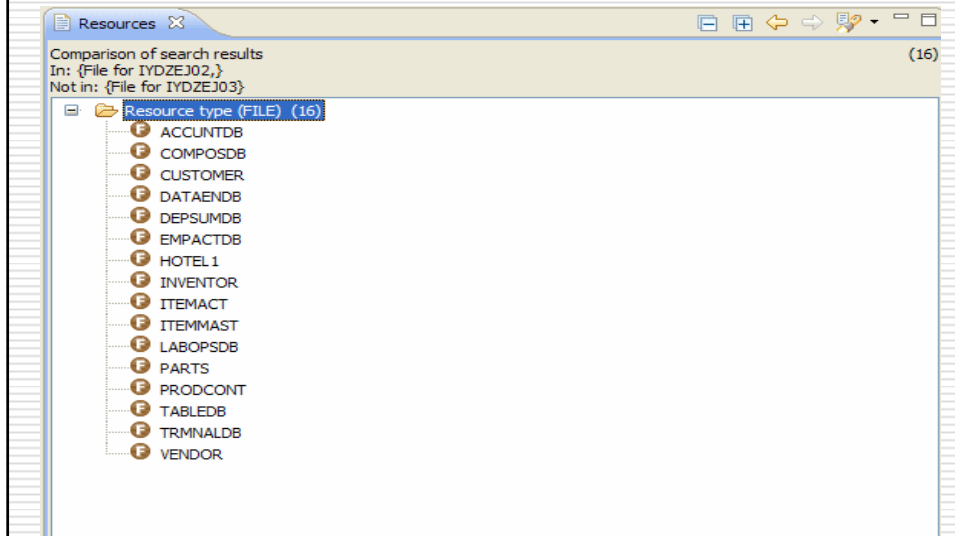 Resources
Comparison of search results (16)
In: {File for IYDZEJ02,}
Not in: {File for IYDZEJ03}
Resource type (FILE) (16)
F ACCUNTDB
F COMPOSDB
F CUSTOMER
F DATAENDB
F DEPSUMDB
F EMPACTDB
F HOTEL1
F INVENTOR
F ITEMACT
F ITEMMAST
F LABOPSDB
F PARTS
F PRODCONT
F TABLEDB
F TRMNALDB
F VENDOR